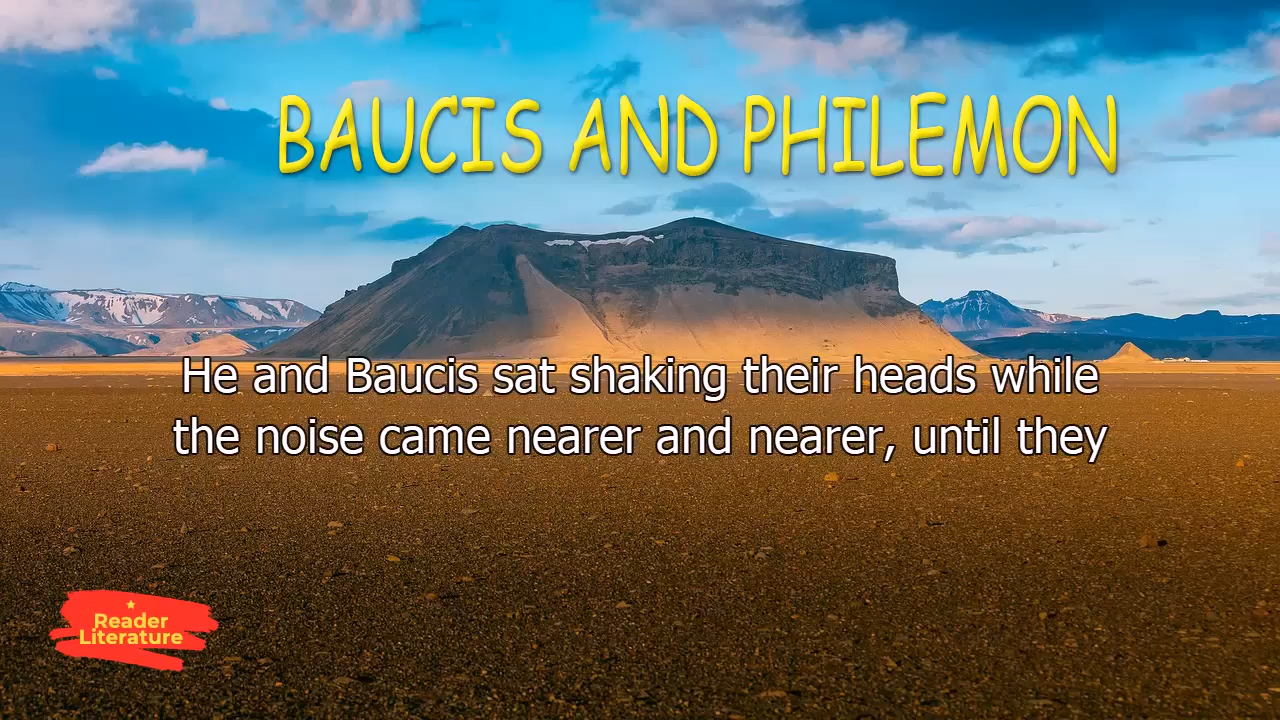 BAUCIS AND PHILEMON
He and Baucis sat shaking their heads while
the noise came nearer and nearer, until they
Reader
Literature